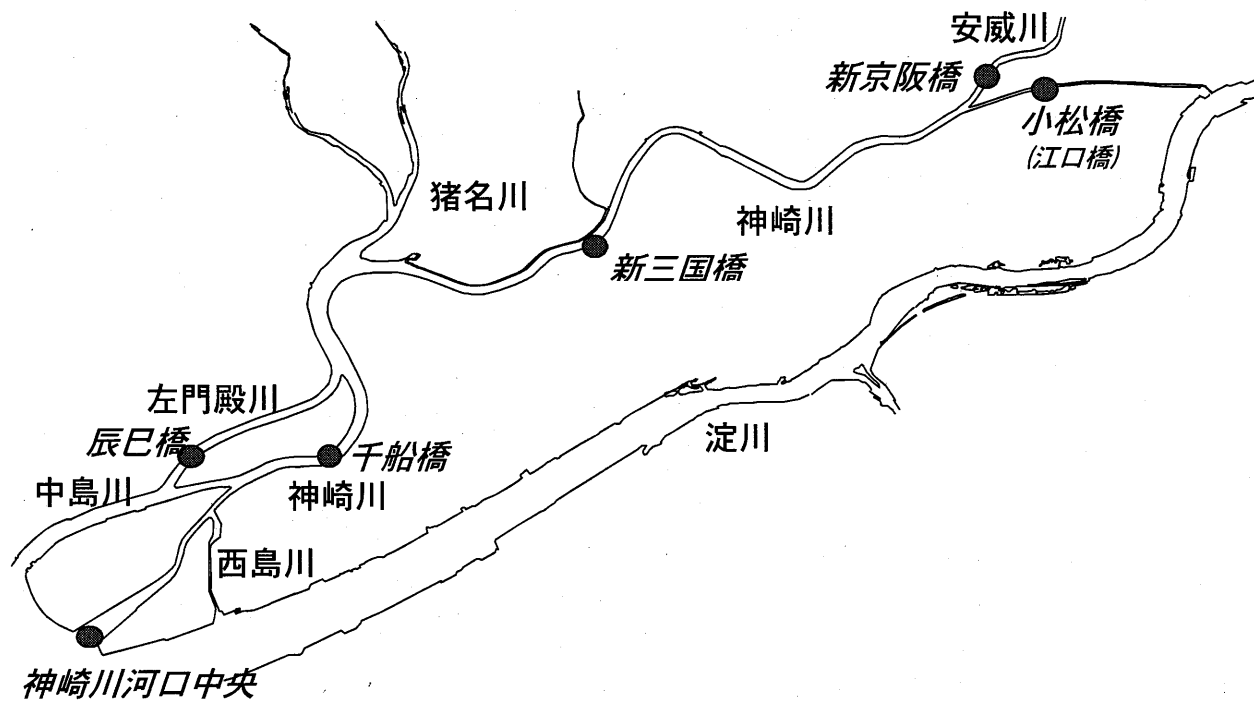 安威川
新京阪橋
小松橋
(江口橋)
猪名川
神崎川
新三国橋
左門殿川
辰巳橋
千船橋
淀川
中島川
神崎川
西島川
神崎川河口中央